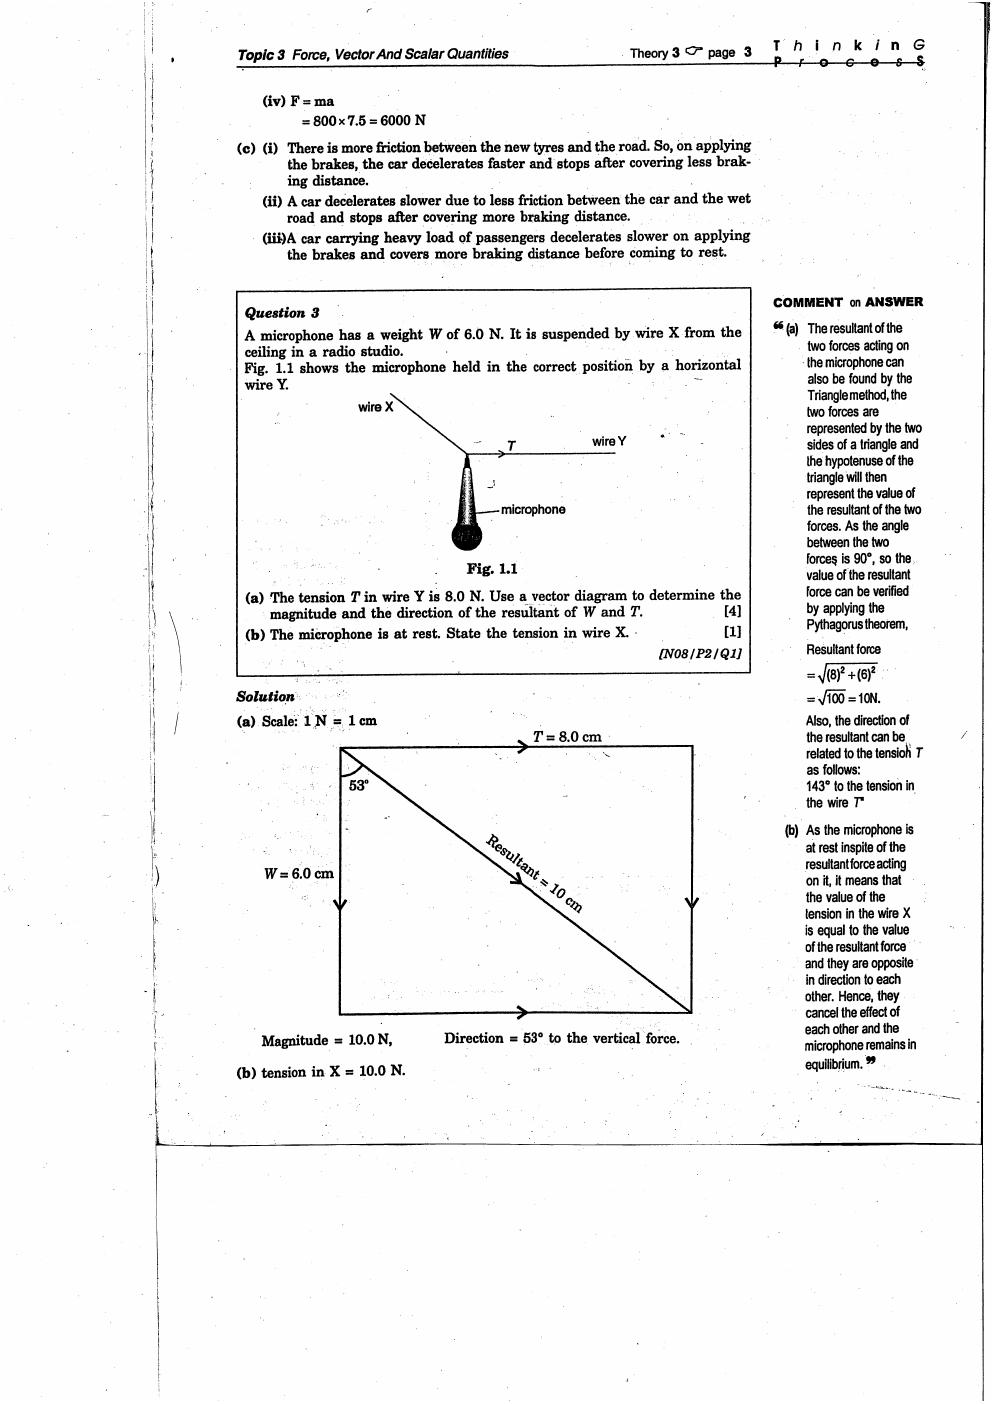 Topic 3 Force, Vector And Scalar Quantities
Theory 3 ☞ page 3
ThinkinG
ProcesS
(iv) F = ma
= 800 × 7.5 = 6000 N
(c) (i) There is more friction between the new tyres and the road. So, on applying
the brakes, the car decelerates faster and stops after covering less brak-
ing distance.
(ii) A car decelerates slower due to less friction between the car and the wet
road and stops after covering more braking distance.
(iii) A car carrying heavy load of passengers decelerates slower on applying
the brakes and covers more braking distance before coming to rest.
Question 3
A microphone has a weight W of 6.0 N. It is suspended by wire X from the
ceiling in a radio studio.
Fig. 1.1 shows the microphone held in the correct position by a horizontal
wire Y.
wire X
T
wire Y
microphone
Fig. 1.1
(a) The tension T in wire Y is 8.0 N. Use a vector diagram to determine the
magnitude and the direction of the resultant of W and T. [4]
(b) The microphone is at rest. State the tension in wire X. [1]
[N08/P2/Q1]
Solution
(a) Scale: 1 N = 1 cm
T = 8.0 cm
53°
W = 6.0 cm
Resultant = 10 cm
Magnitude = 10.0 N, Direction = 53° to the vertical force.
(b) tension in X = 10.0 N.
COMMENT on ANSWER
❝ (a) The resultant of the
two forces acting on
the microphone can
also be found by the
Triangle method, the
two forces are
represented by the two
sides of a triangle and
the hypotenuse of the
triangle will then
represent the value of
the resultant of the two
forces. As the angle
between the two
forces is 90°, so the
value of the resultant
force can be verified
by applying the
Pythagorus theorem,
Resultant force
= √(8)² + (6)²
= √100 = 10N.
Also, the direction of
the resultant can be
related to the tension T
as follows:
143° to the tension in
the wire T
(b) As the microphone is
at rest inspite of the
resultant force acting
on it, it means that
the value of the
tension in the wire X
is equal to the value
of the resultant force
and they are opposite
in direction to each
other. Hence, they
cancel the effect of
each other and the
microphone remains in
equilibrium. ❞